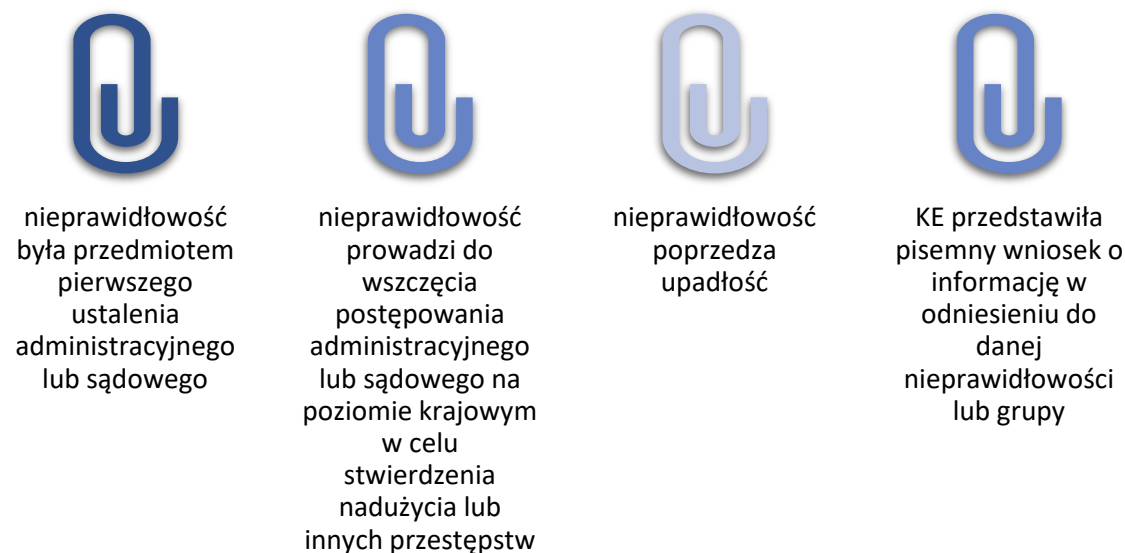 nieprawidłowość
była przedmiotem
pierwszego
ustalenia
administracyjnego
lub sądowego
nieprawidłowość
prowadzi do
wszczęcia
postępowania
administracyjnego
lub sądowego na
poziomie krajowym
w celu
stwierdzenia
nadużycia lub
innych przestępstw
nieprawidłowość
poprzedza
upadłość
KE przedstawiła
pisemny wniosek o
informację w
odniesieniu do
danej
nieprawidłowości
lub grupy